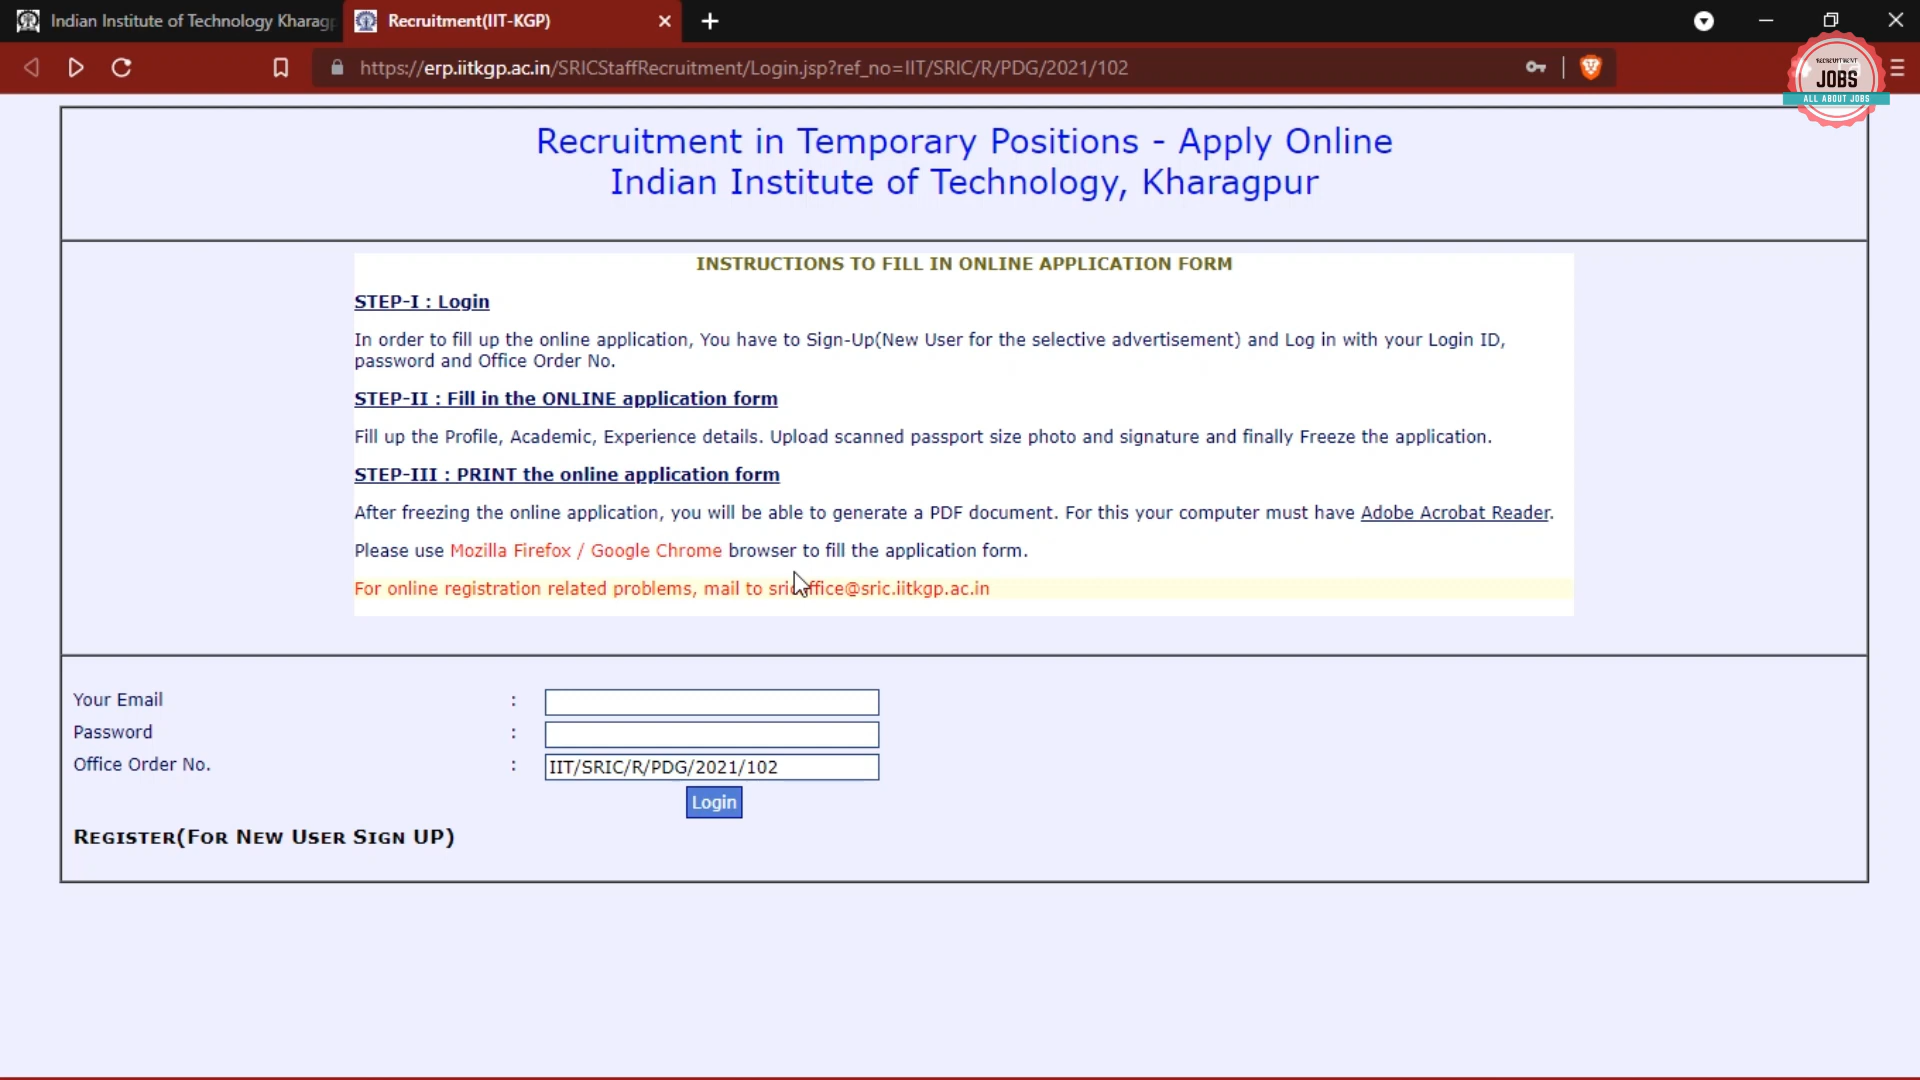 Indian Institute of Technology Kharagp
Recruitment(IIT-KGP)
https://erp.iitkgp.ac.in/SRICStaffRecruitment/Login.jsp?ref_no=IIT/SRIC/R/PDG/2021/102
RECRUITMENT
JOBS
ALL ABOUT JOBS
Recruitment in Temporary Positions - Apply Online
Indian Institute of Technology, Kharagpur
INSTRUCTIONS TO FILL IN ONLINE APPLICATION FORM
STEP-I : Login
In order to fill up the online application, You have to Sign-Up(New User for the selective advertisement) and Log in with your Login ID,
password and Office Order No.
STEP-II : Fill in the ONLINE application form
Fill up the Profile, Academic, Experience details. Upload scanned passport size photo and signature and finally Freeze the application.
STEP-III : PRINT the online application form
After freezing the online application, you will be able to generate a PDF document. For this your computer must have Adobe Acrobat Reader.
Please use Mozilla Firefox / Google Chrome browser to fill the application form.
For online registration related problems, mail to sricoffice@sric.iitkgp.ac.in
Your Email :
Password :
Office Order No. : IIT/SRIC/R/PDG/2021/102
Login
REGISTER(FOR NEW USER SIGN UP)